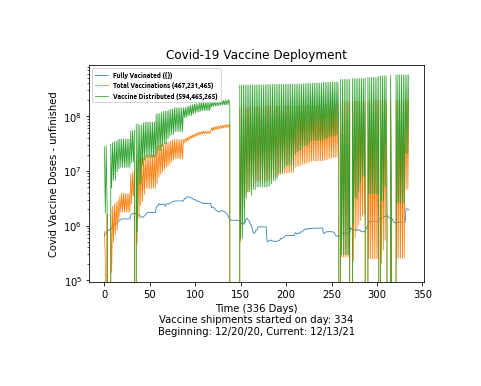 Covid-19 Vaccine Deployment
Fully Vacinated ({})
Total Vaccinations (467,231,465)
Vaccine Distributed (594,465,265)
Covid Vaccine Doses - unfinished
10⁸
10⁷
10⁶
10⁵
0 50 100 150 200 250 300 350
Time (336 Days)
Vaccine shipments started on day: 334
Beginning: 12/20/20, Current: 12/13/21